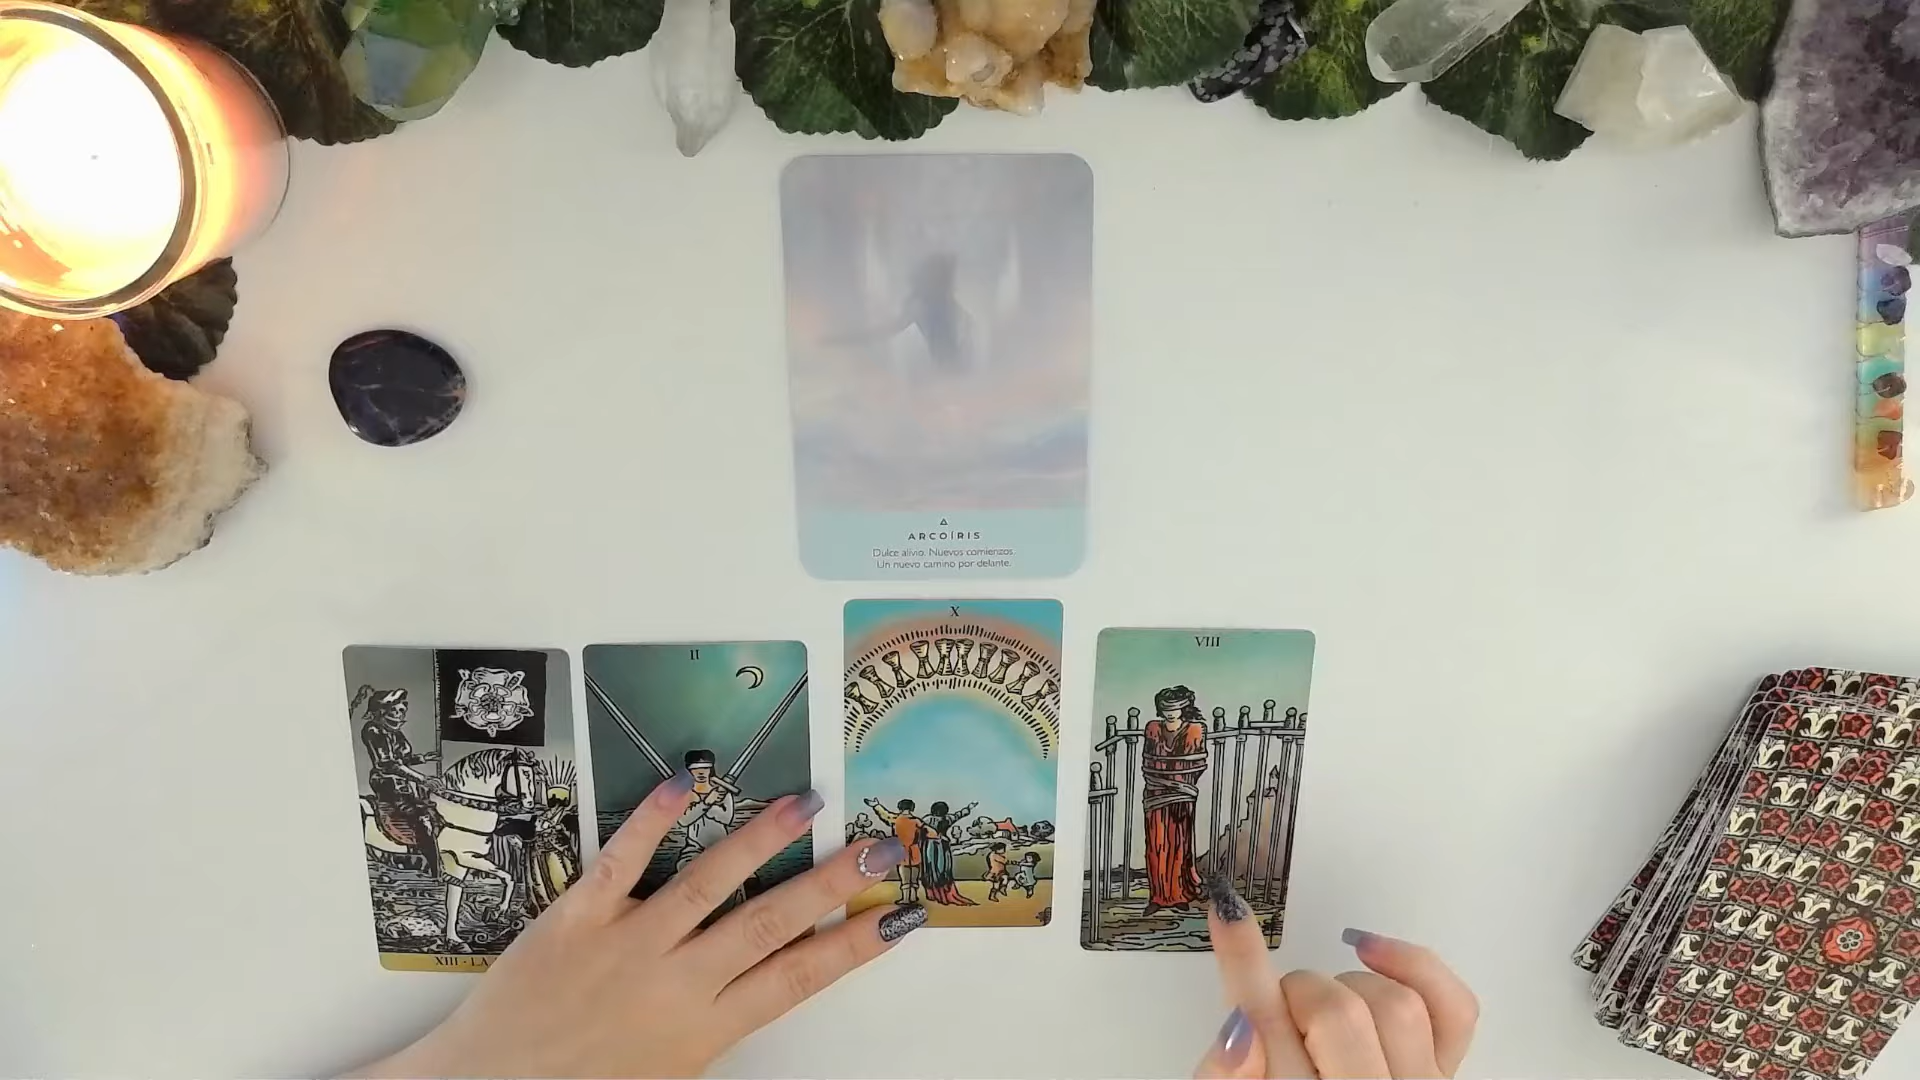 ARCOÍRIS
Dulce alivio. Nuevos comienzos.
Un nuevo camino por delante.
X
VIII
II
XIII · LA